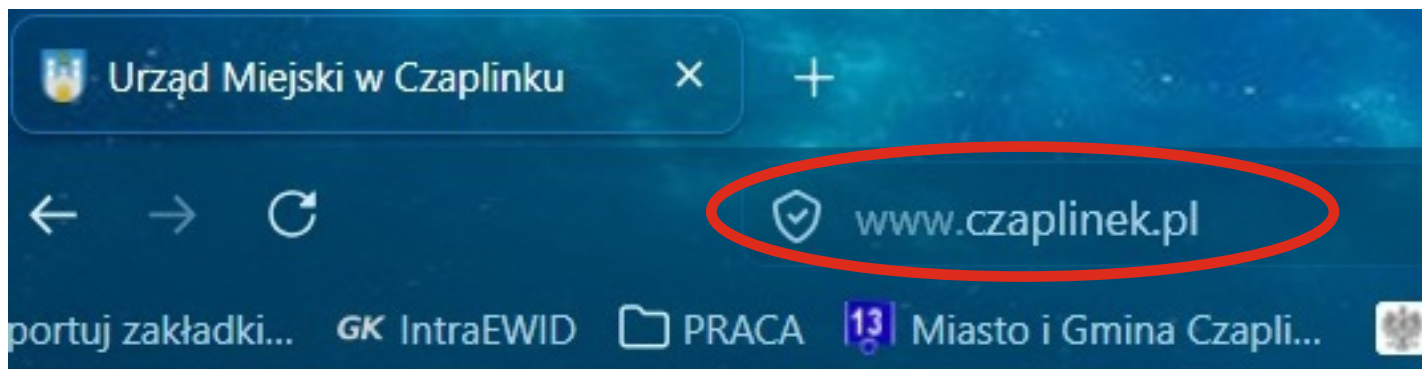 Urząd Miejski w Czaplinku
www.czaplinek.pl
portuj zakładki... GK IntraEWID PRACA 13 Miasto i Gmina Czapli...